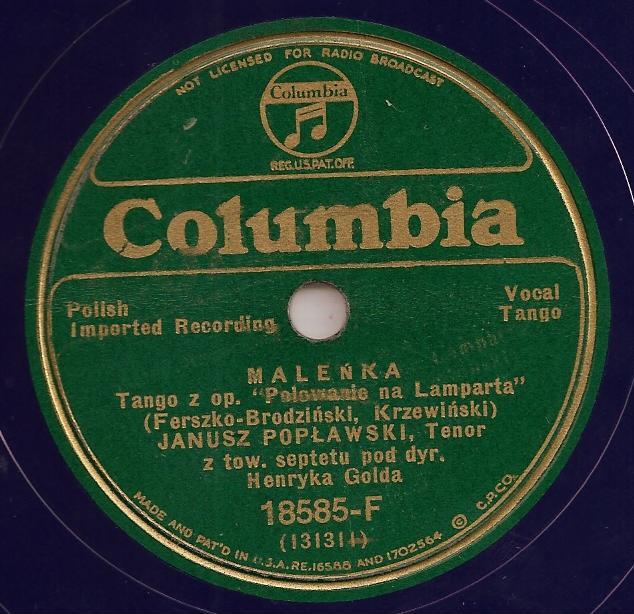 NOT LICENSED FOR RADIO BROADCAST
Columbia
REG.U.S.PAT.OFF.
Columbia
Polish
Imported Recording
Vocal
Tango
MALEŃKA
Tango z op. "Polowanie na Lamparta"
(Ferszko-Brodziński, Krzewiński)
JANUSZ POPŁAWSKI, Tenor
z tow. septetu pod dyr.
Henryka Golda
18585-F
(131311)
MADE AND PAT'D IN U.S.A. RE.16588 AND 1702564 © C.P.CO.